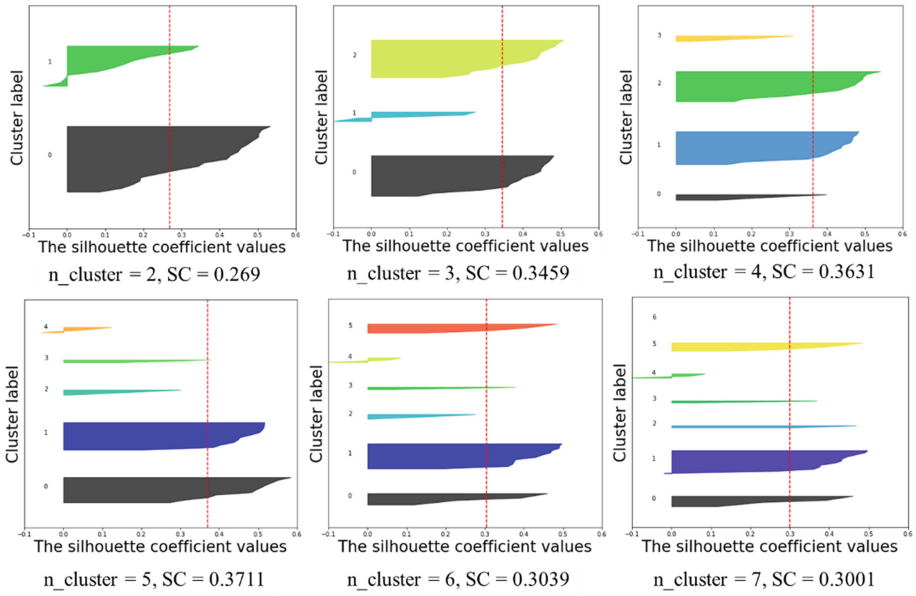 Cluster label
1
0
-0.1 0.0 0.1 0.2 0.3 0.4 0.5 0.6
The silhouette coefficient values
n_cluster = 2, SC = 0.269
Cluster label
2
1
0
-0.1 0.0 0.1 0.2 0.3 0.4 0.5 0.6
The silhouette coefficient values
n_cluster = 3, SC = 0.3459
Cluster label
3
2
1
0
-0.1 0.0 0.1 0.2 0.3 0.4 0.5 0.6
The silhouette coefficient values
n_cluster = 4, SC = 0.3631
Cluster label
4
3
2
1
0
-0.1 0.0 0.1 0.2 0.3 0.4 0.5 0.6
The silhouette coefficient values
n_cluster = 5, SC = 0.3711
Cluster label
5
4
3
2
1
0
-0.1 0.0 0.1 0.2 0.3 0.4 0.5 0.6
The silhouette coefficient values
n_cluster = 6, SC = 0.3039
Cluster label
6
5
4
3
2
1
0
-0.1 0.0 0.1 0.2 0.3 0.4 0.5 0.6
The silhouette coefficient values
n_cluster = 7, SC = 0.3001